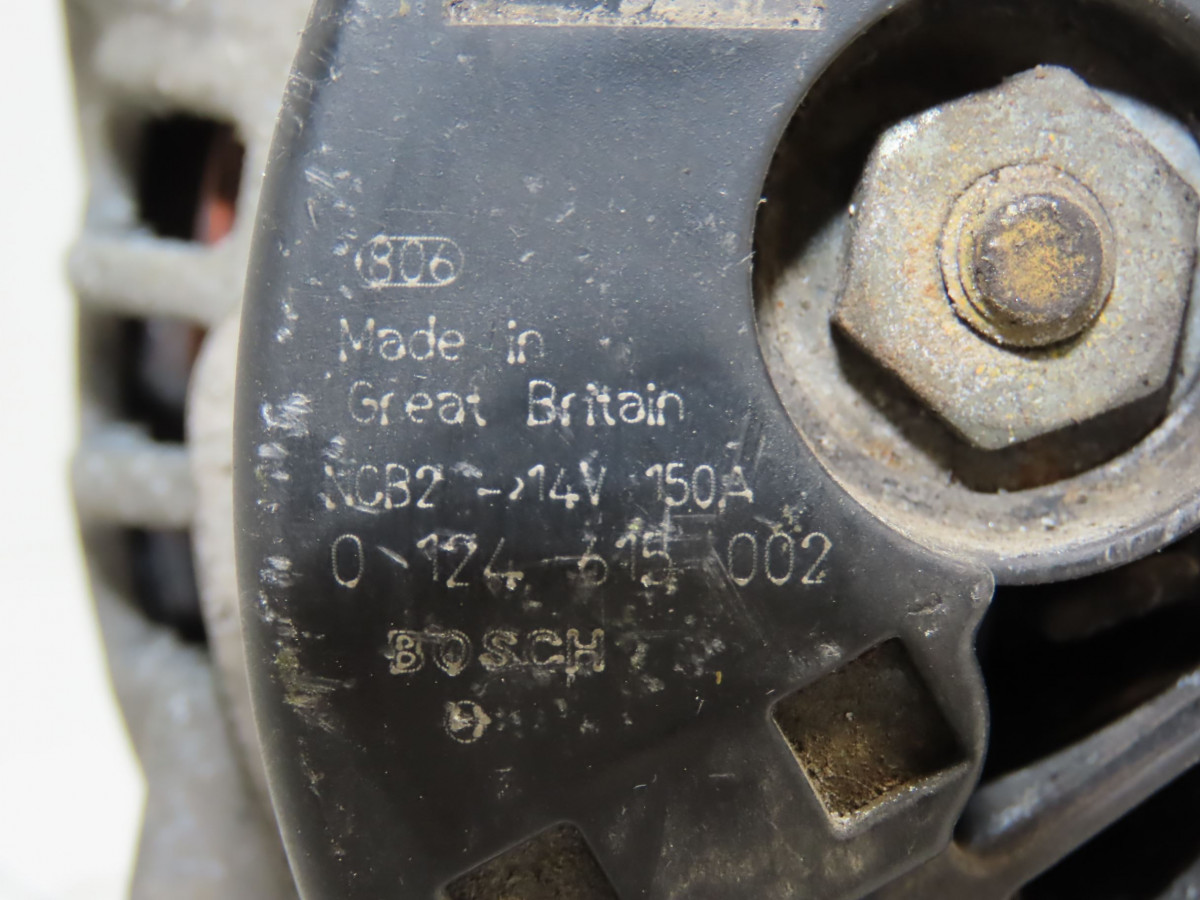 806
Made in
Great Britain
NCB2 -> 14V 150A
0 124 615 002
BOSCH